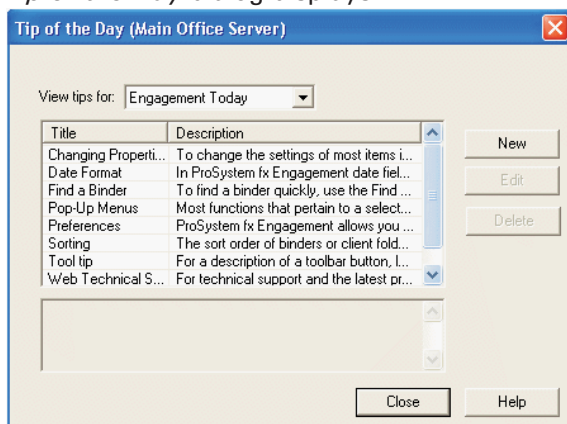 Tip of the Day (Main Office Server)
View tips for: Engagement Today
Title Description
Changing Properti... To change the settings of most items i...
Date Format In ProSystem fx Engagement date fiel...
Find a Binder To find a binder quickly, use the Find ...
Pop-Up Menus Most functions that pertain to a select...
Preferences ProSystem fx Engagement allows you ...
Sorting The sort order of binders or client fold...
Tool tip For a description of a toolbar button, l...
Web Technical S... For technical support and the latest pr...
New
Edit
Delete
Close Help